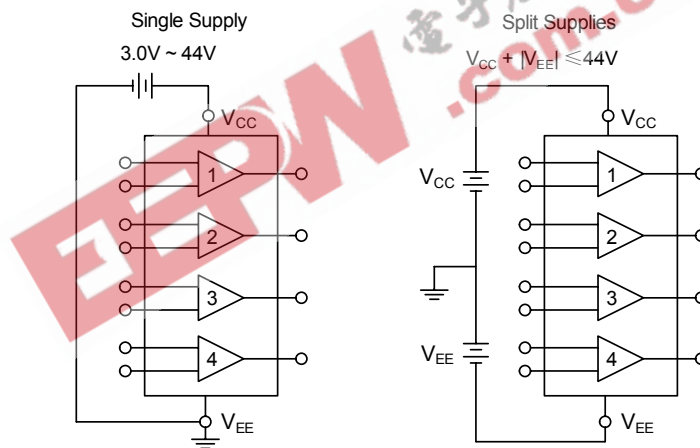 Single Supply
3.0V ~ 44V
VCC
1
2
3
4
VEE
Split Supplies
VCC + |VEE| ≤44V
VCC
VCC
1
2
3
4
VEE
VEE
EEPW
.com.c